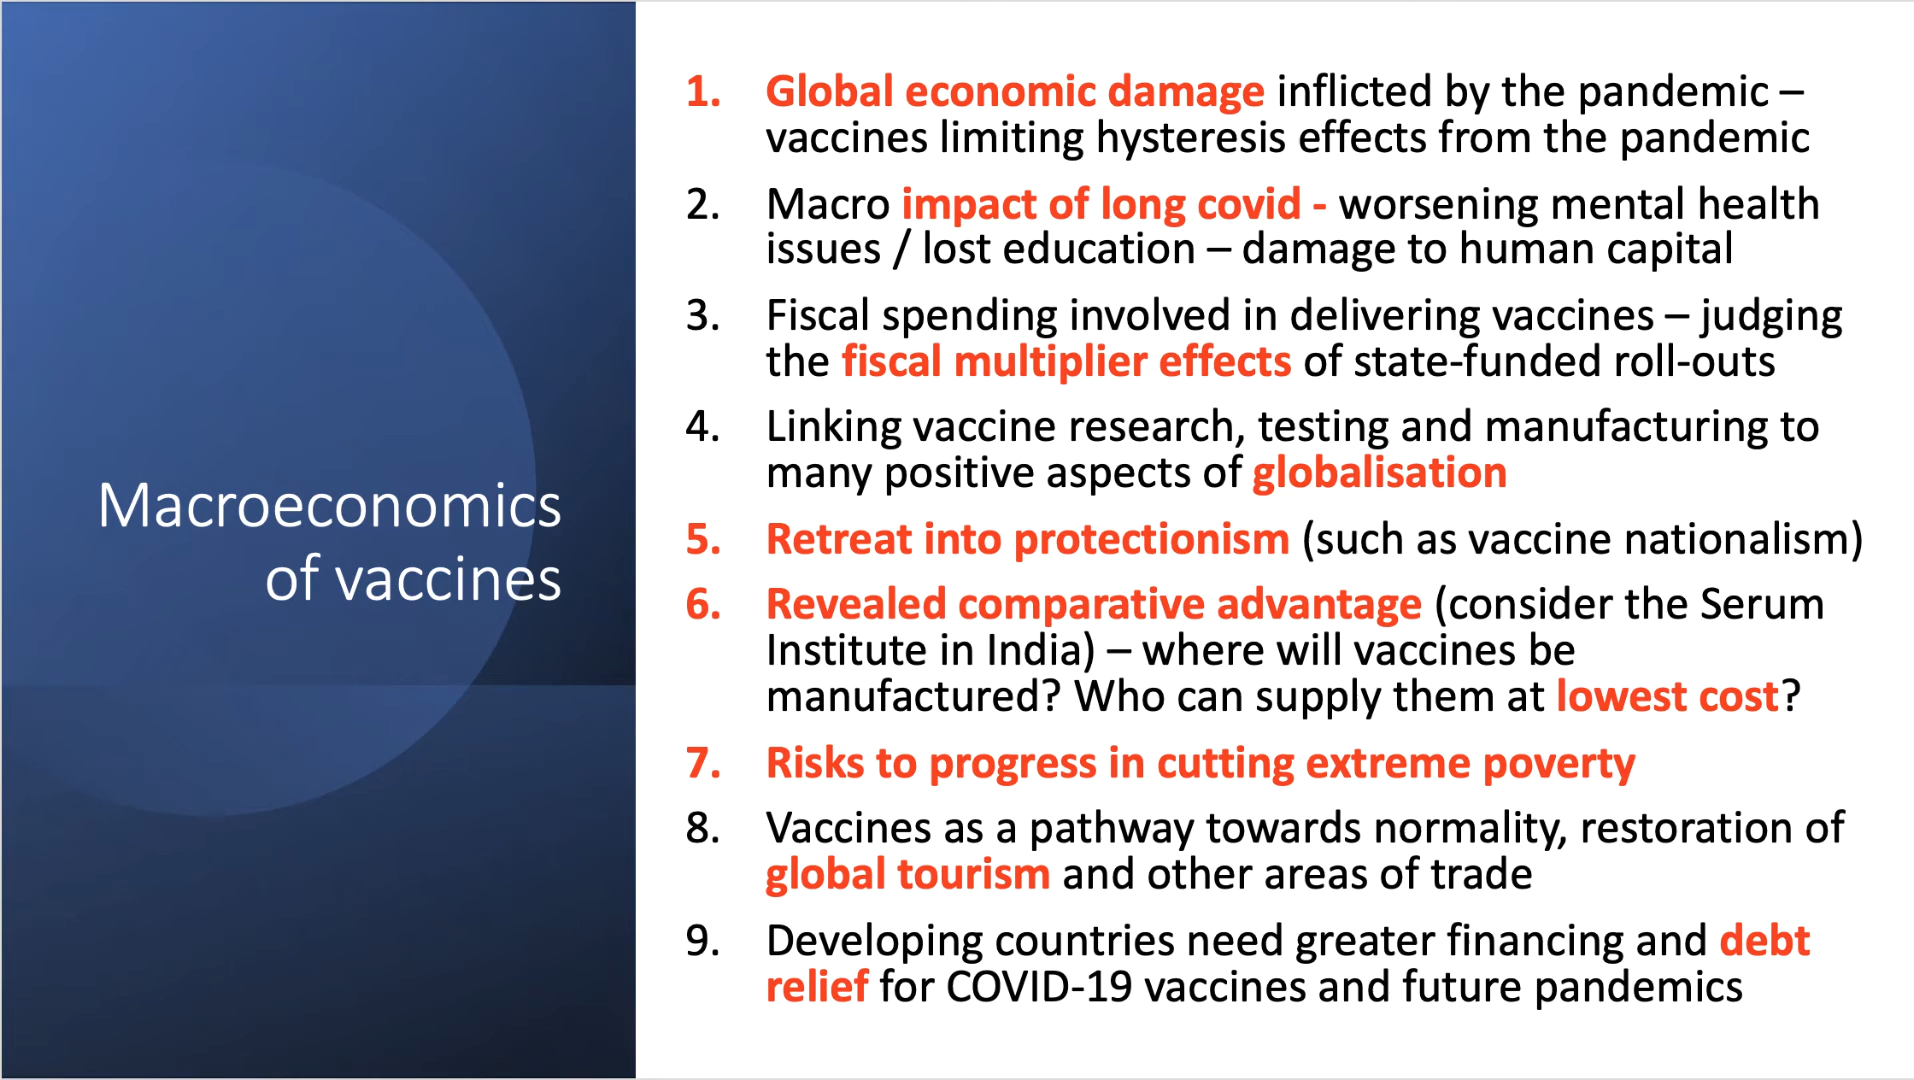 Macroeconomics
of vaccines
1. Global economic damage inflicted by the pandemic –
vaccines limiting hysteresis effects from the pandemic
2. Macro impact of long covid - worsening mental health
issues / lost education – damage to human capital
3. Fiscal spending involved in delivering vaccines – judging
the fiscal multiplier effects of state-funded roll-outs
4. Linking vaccine research, testing and manufacturing to
many positive aspects of globalisation
5. Retreat into protectionism (such as vaccine nationalism)
6. Revealed comparative advantage (consider the Serum
Institute in India) – where will vaccines be
manufactured? Who can supply them at lowest cost?
7. Risks to progress in cutting extreme poverty
8. Vaccines as a pathway towards normality, restoration of
global tourism and other areas of trade
9. Developing countries need greater financing and debt
relief for COVID-19 vaccines and future pandemics